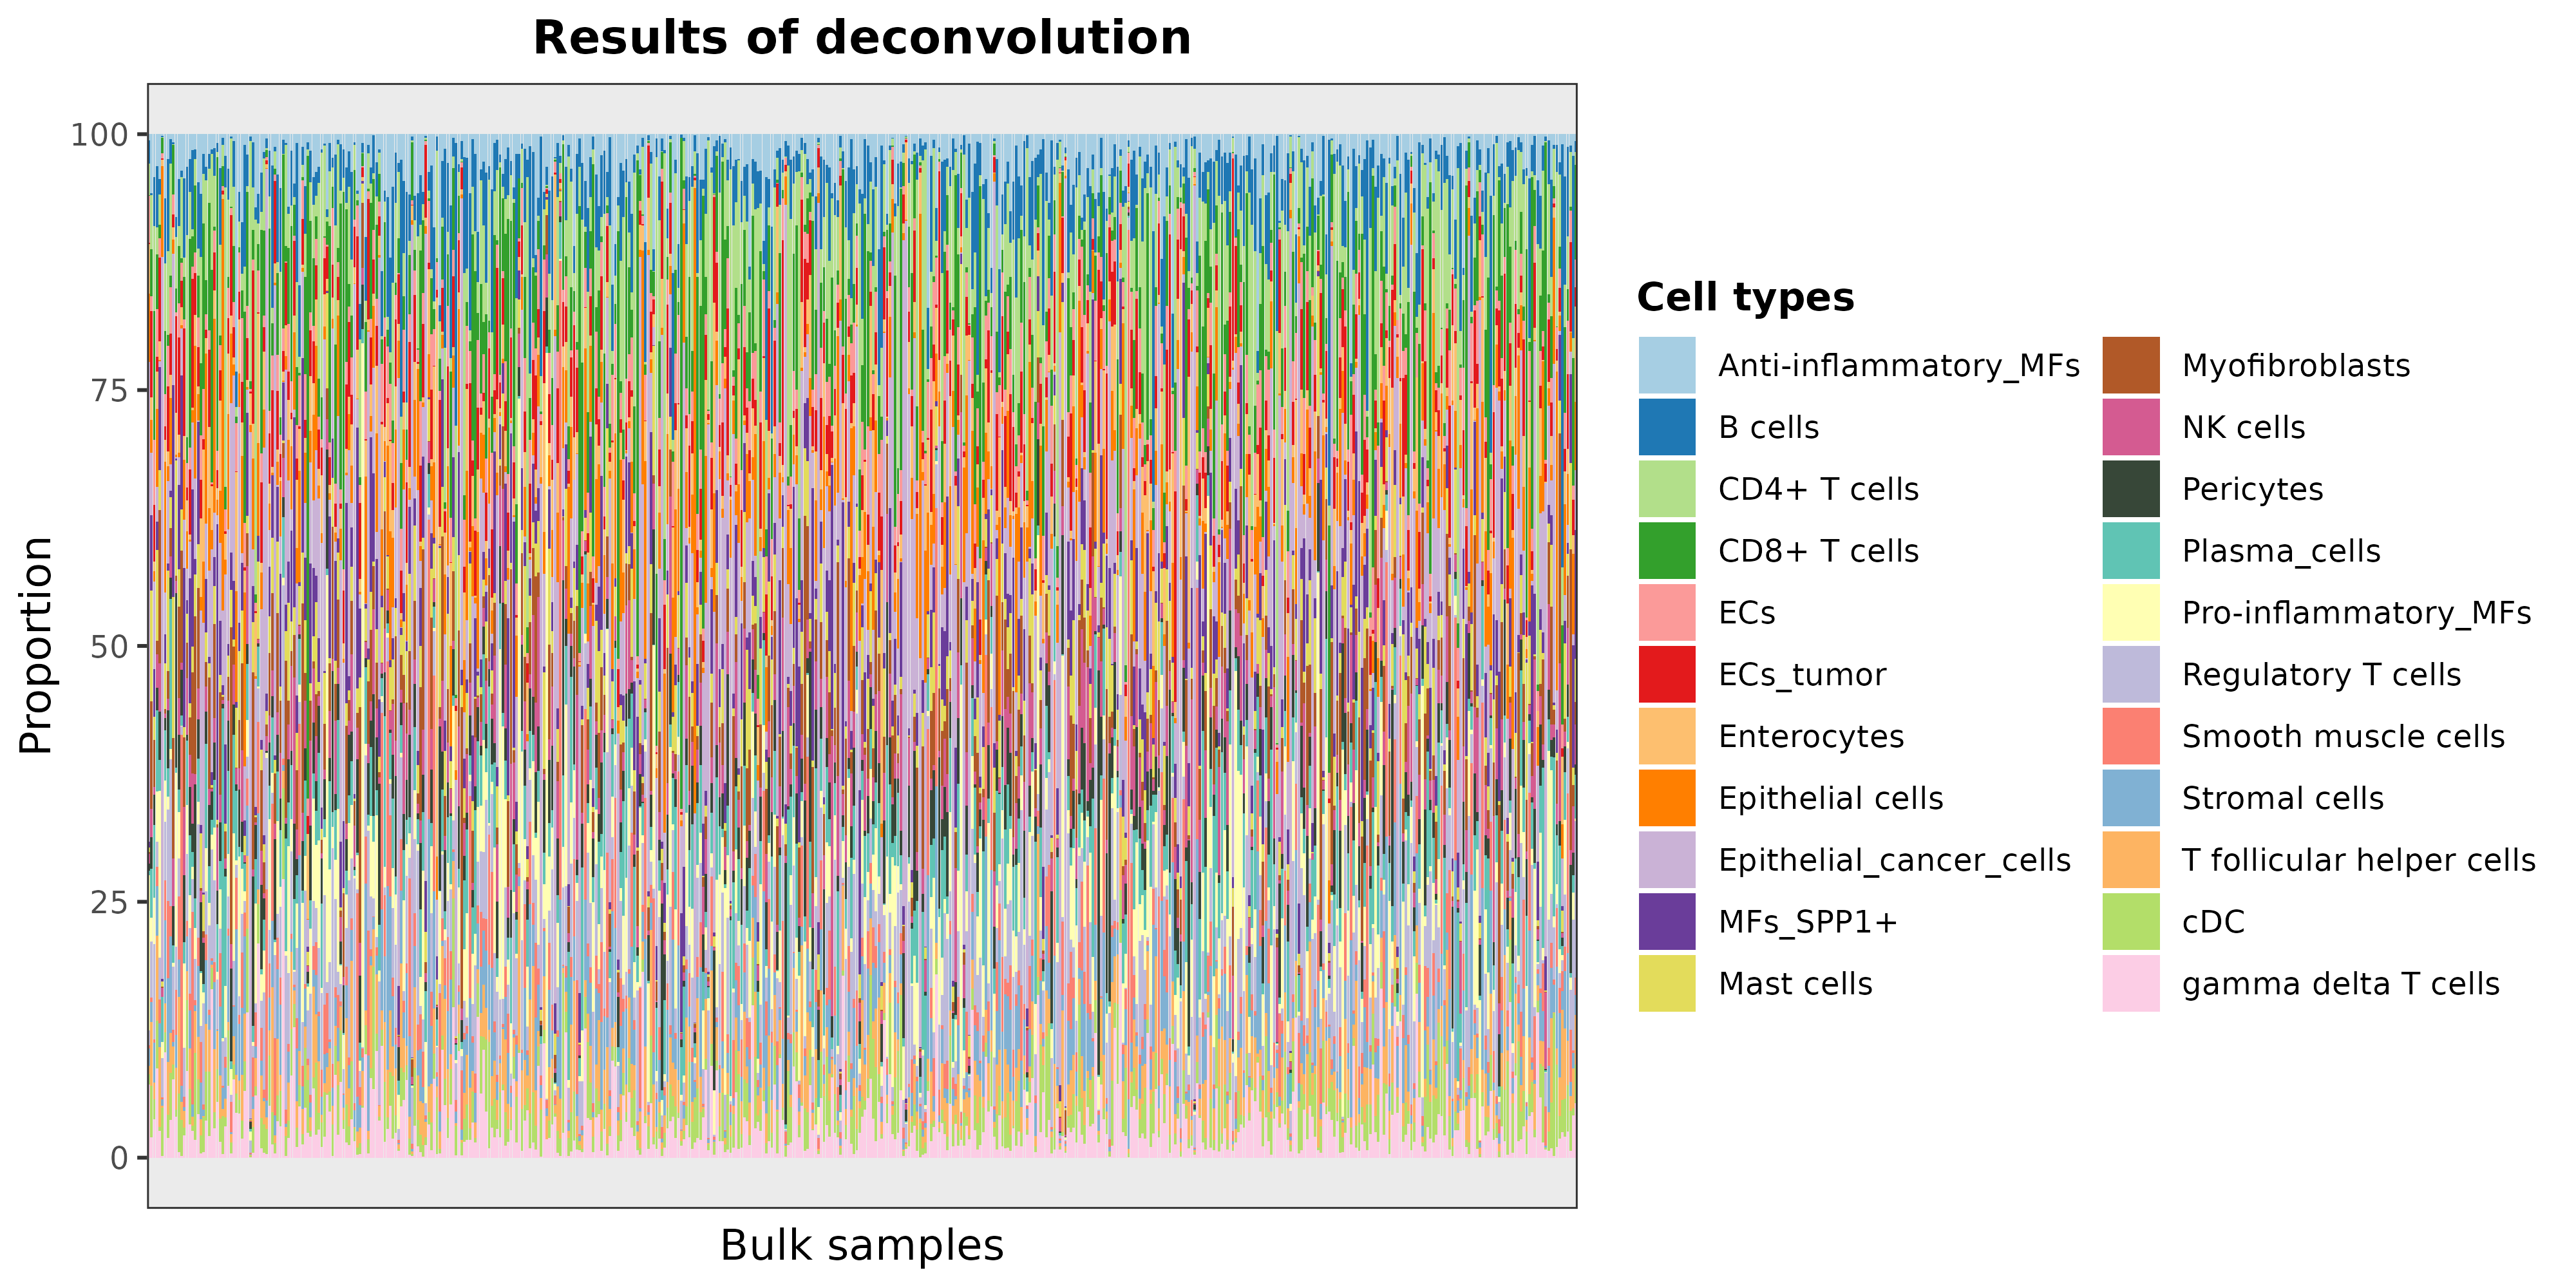 Results of deconvolution
100
75
50
25
0
Proportion
Bulk samples
Cell types
Anti-inflammatory_MFs
B cells
CD4+ T cells
CD8+ T cells
ECs
ECs_tumor
Enterocytes
Epithelial cells
Epithelial_cancer_cells
MFs_SPP1+
Mast cells
Myofibroblasts
NK cells
Pericytes
Plasma_cells
Pro-inflammatory_MFs
Regulatory T cells
Smooth muscle cells
Stromal cells
T follicular helper cells
cDC
gamma delta T cells